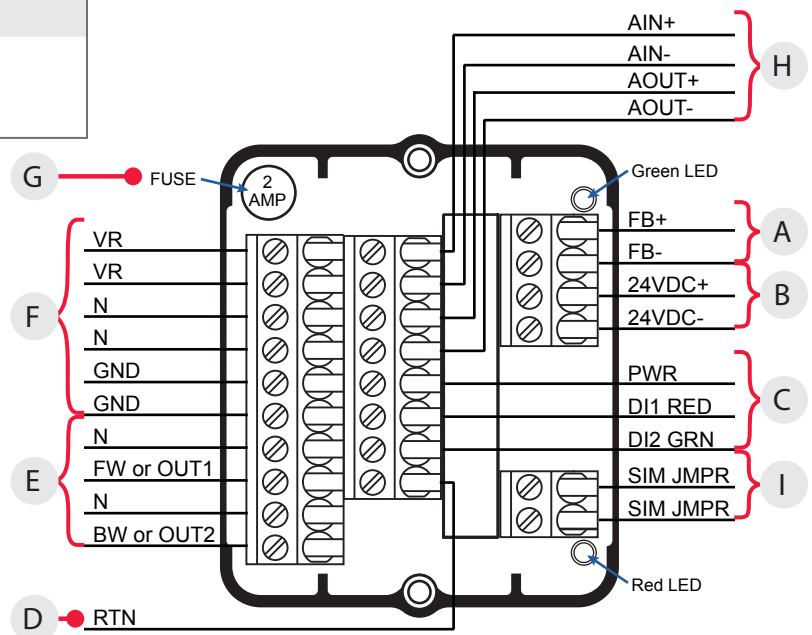 AIN+
AIN-
AOUT+
AOUT-
H
G
FUSE
2
AMP
Green LED
F
VR
VR
N
N
GND
GND
E
N
FW or OUT1
N
BW or OUT2
D
RTN
FB+
FB-
A
24VDC+
24VDC-
B
PWR
DI1 RED
DI2 GRN
C
SIM JMPR
SIM JMPR
I
Red LED